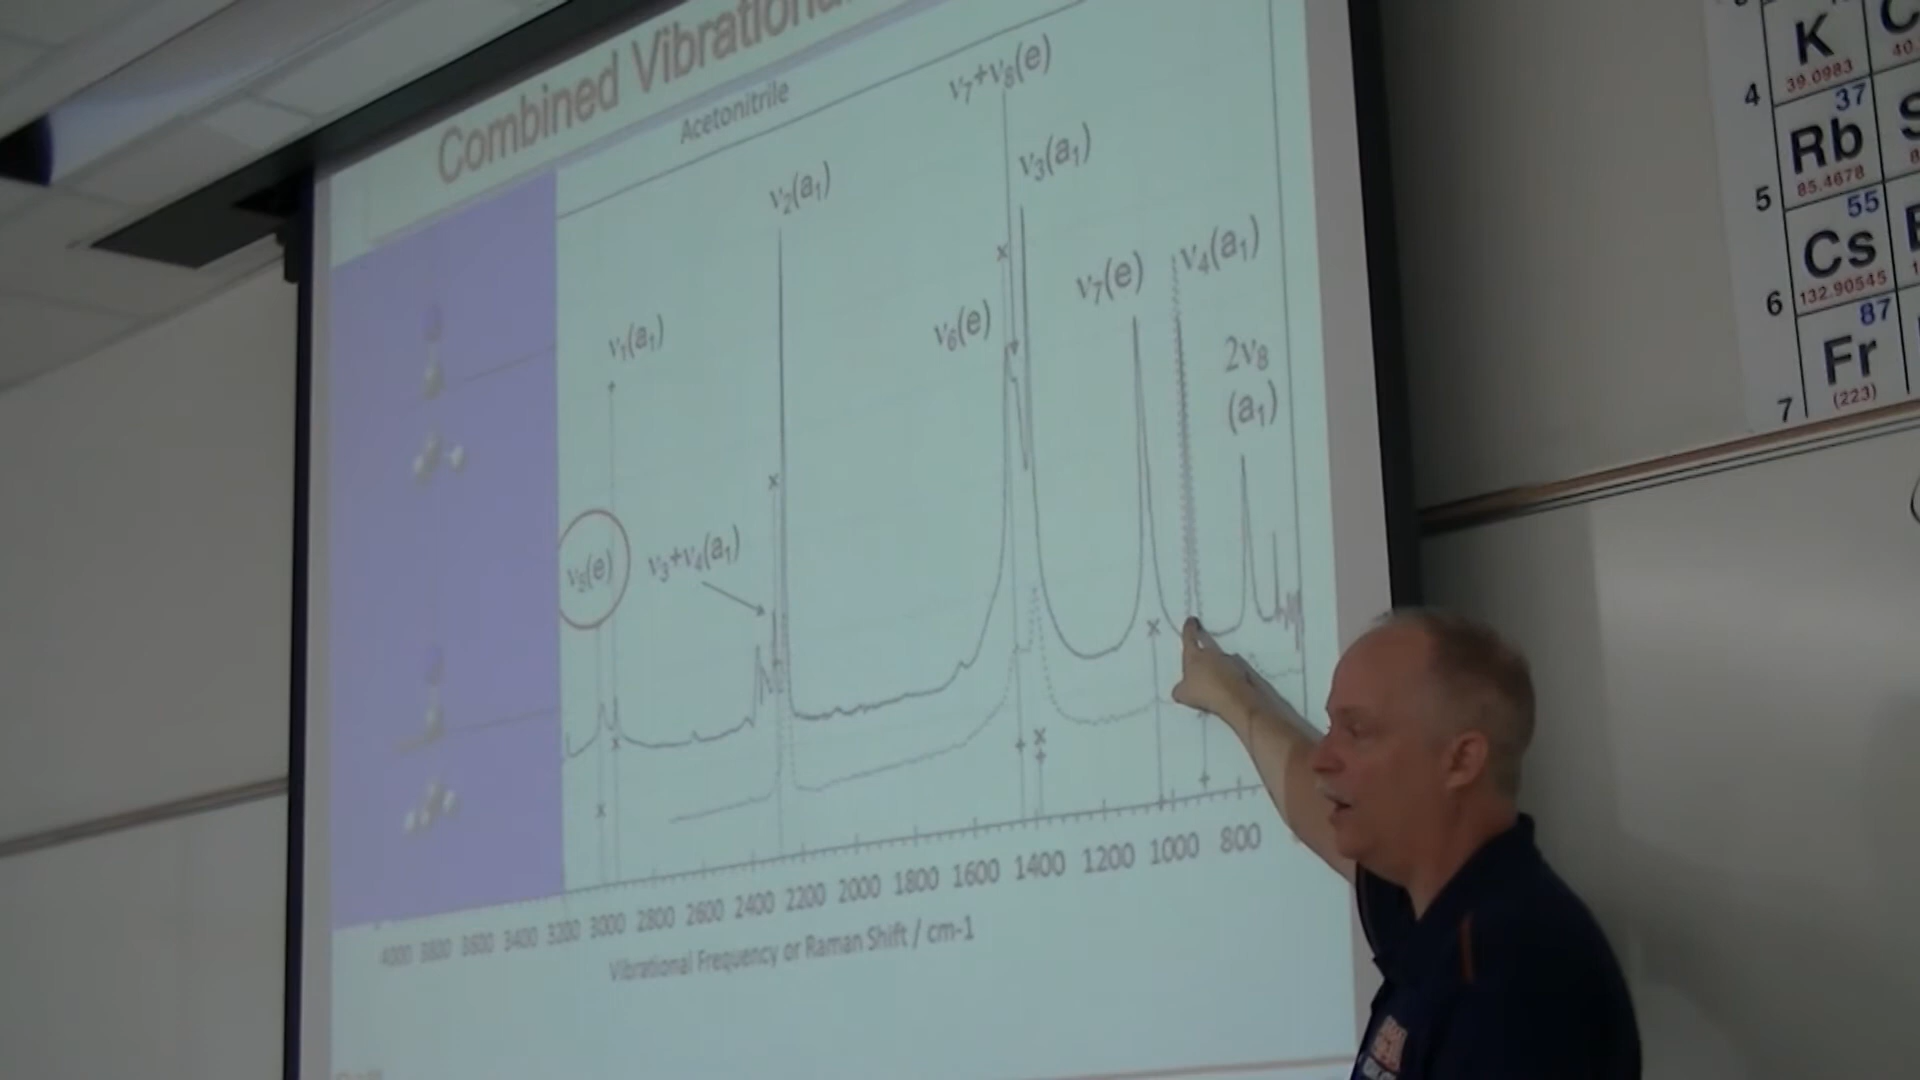 Combined Vibrational
Acetonitrile
ν₇+ν₈(e)
ν₃(a₁)
ν₂(a₁)
ν₄(a₁)
ν₇(e)
ν₆(e)
ν₁(a₁)
2ν₈
(a₁)
ν₃+ν₄(a₁)
ν₅(e)
4000 3800 3600 3400 3200 3000 2800 2600 2400 2200 2000 1800 1600 1400 1200 1000 800
Vibrational Frequency or Raman Shift / cm-1
K
39.0983
40.
4
37
Rb
85.4678
5
55
Cs
132.90545
6
87
Fr
(223)
7